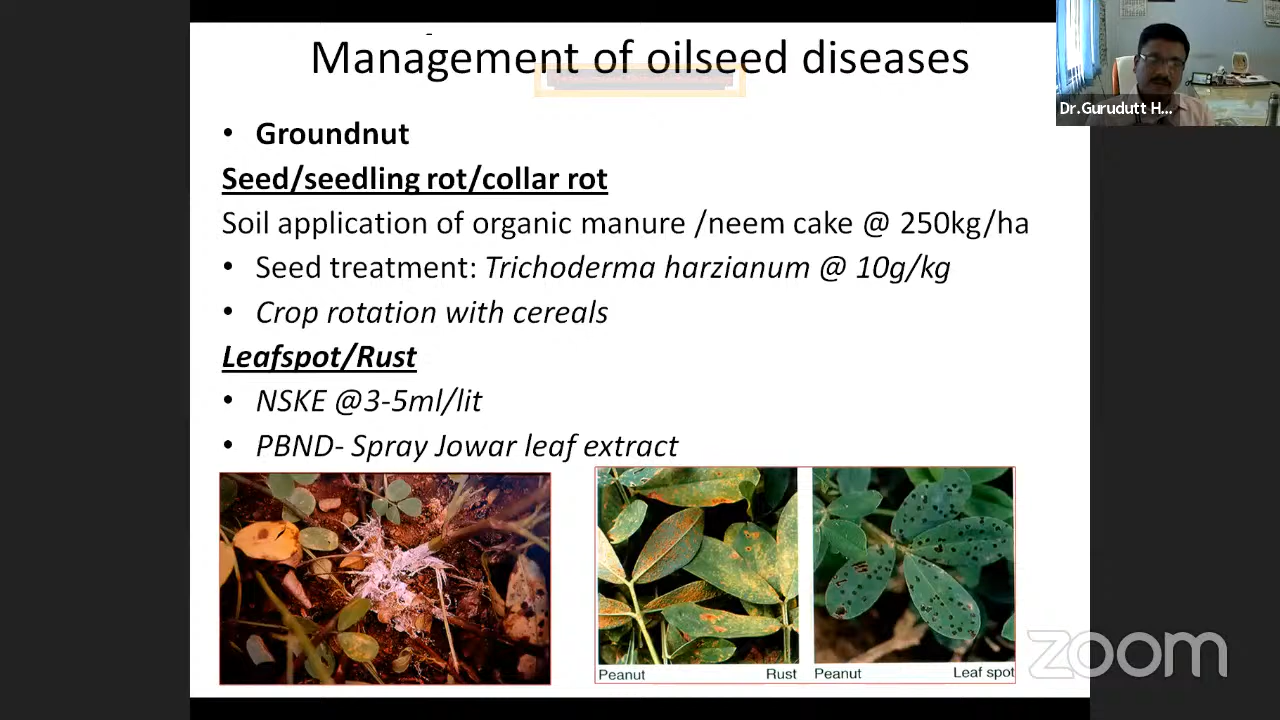 Management of oilseed diseases
Dr.Gurudutt H...
• Groundnut
Seed/seedling rot/collar rot
Soil application of organic manure /neem cake @ 250kg/ha
• Seed treatment: Trichoderma harzianum @ 10g/kg
• Crop rotation with cereals
Leafspot/Rust
• NSKE @3-5ml/lit
• PBND- Spray Jowar leaf extract
Peanut Rust Peanut Leaf spot
zoom